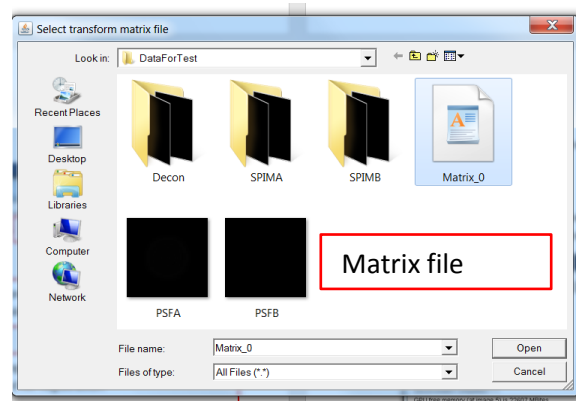 Select transform matrix file
Look in: DataForTest
Recent Places
Desktop
Libraries
Computer
Network
Decon SPIMA SPIMB Matrix_0
PSFA PSFB
Matrix file
File name: Matrix_0 Open
Files of type: All Files (*.*) Cancel